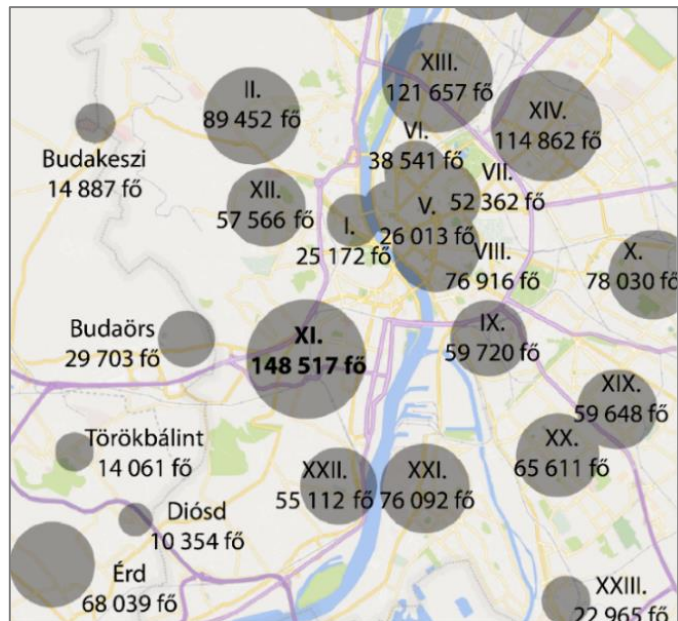 XIII.
121 657 fő
II.
89 452 fő
XIV.
114 862 fő
Budakeszi
14 887 fő
VI.
38 541 fő
VII.
52 362 fő
XII.
57 566 fő
I.
25 172 fő
V.
26 013 fő
VIII.
76 916 fő
X.
78 030 fő
Budaörs
29 703 fő
XI.
148 517 fő
IX.
59 720 fő
XIX.
59 648 fő
Törökbálint
14 061 fő
XX.
65 611 fő
XXII.
55 112 fő
XXI.
76 092 fő
Diósd
10 354 fő
Érd
68 039 fő
XXIII.
22 965 fő